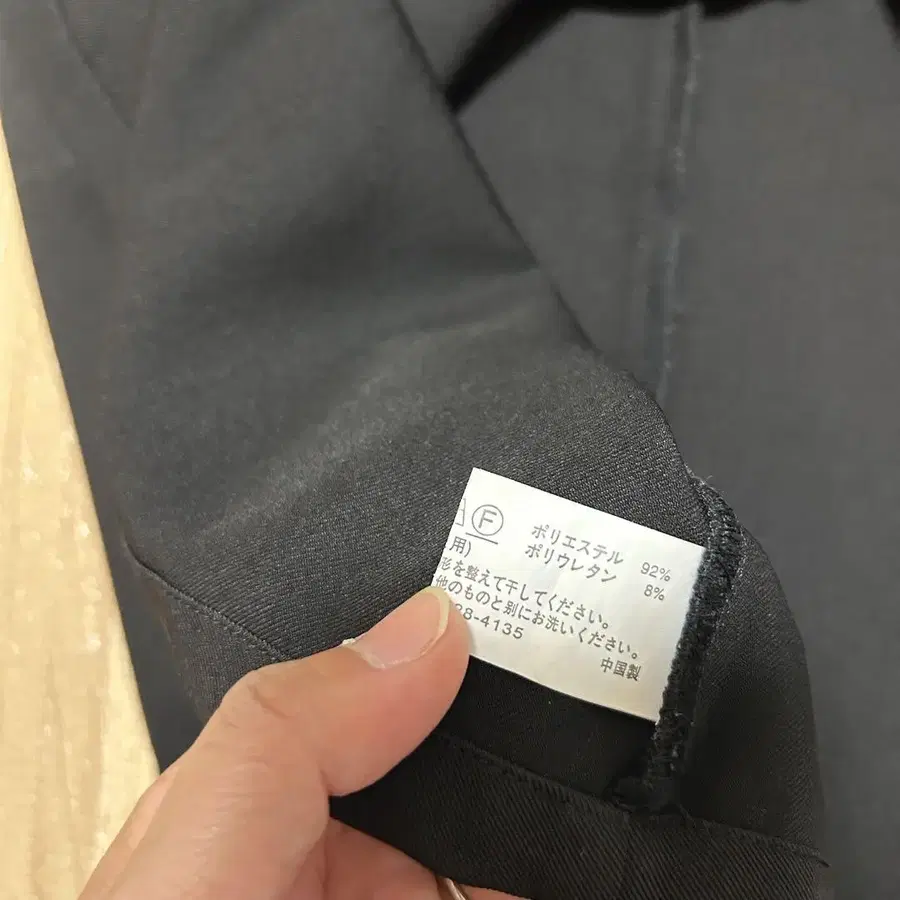 F
ポリエステル 92%
ポリウレタン 8%
用)
形を整えて干してください。
他のものと別にお洗いください。
28-4135
中国製